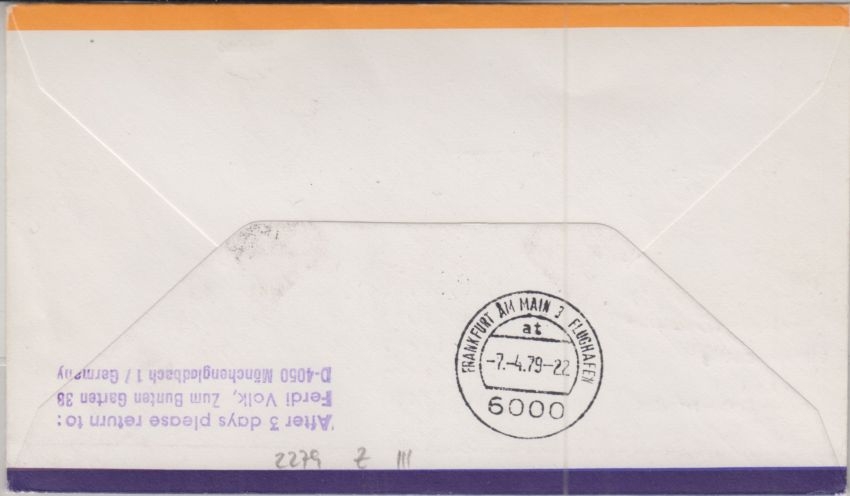 FRANKFURT AM MAIN 3 FLUGHAFEN
at
-7.-4.79-22
6000
After 3 days please return to:
Ferdi Volk, Zum Bunten Garten 38
D-4050 Mönchengladbach 1 / Germany
2279 Z III